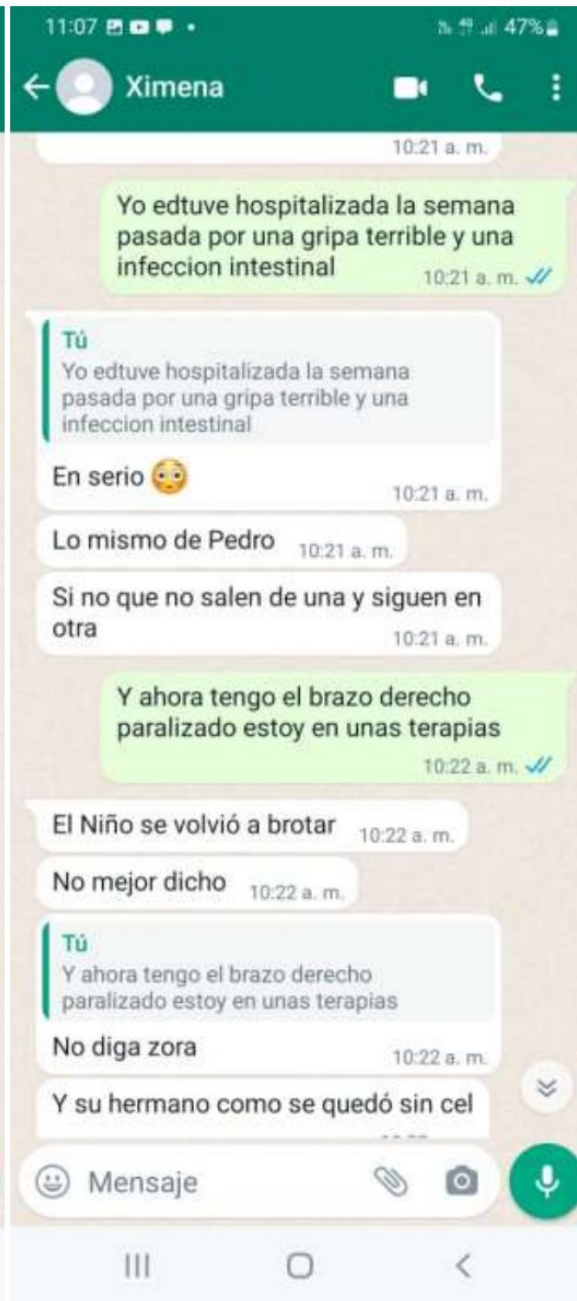 11:07
47%
Ximena
10:21 a. m.
Yo edtuve hospitalizada la semana
pasada por una gripa terrible y una
infeccion intestinal
10:21 a. m.
Tú
Yo edtuve hospitalizada la semana
pasada por una gripa terrible y una
infeccion intestinal
En serio 😳
10:21 a. m.
Lo mismo de Pedro
10:21 a. m.
Si no que no salen de una y siguen en
otra
10:21 a. m.
Y ahora tengo el brazo derecho
paralizado estoy en unas terapias
10:22 a. m.
El Niño se volvió a brotar
10:22 a. m.
No mejor dicho
10:22 a. m.
Tú
Y ahora tengo el brazo derecho
paralizado estoy en unas terapias
No diga zora
10:22 a. m.
Y su hermano como se quedó sin cel
Mensaje